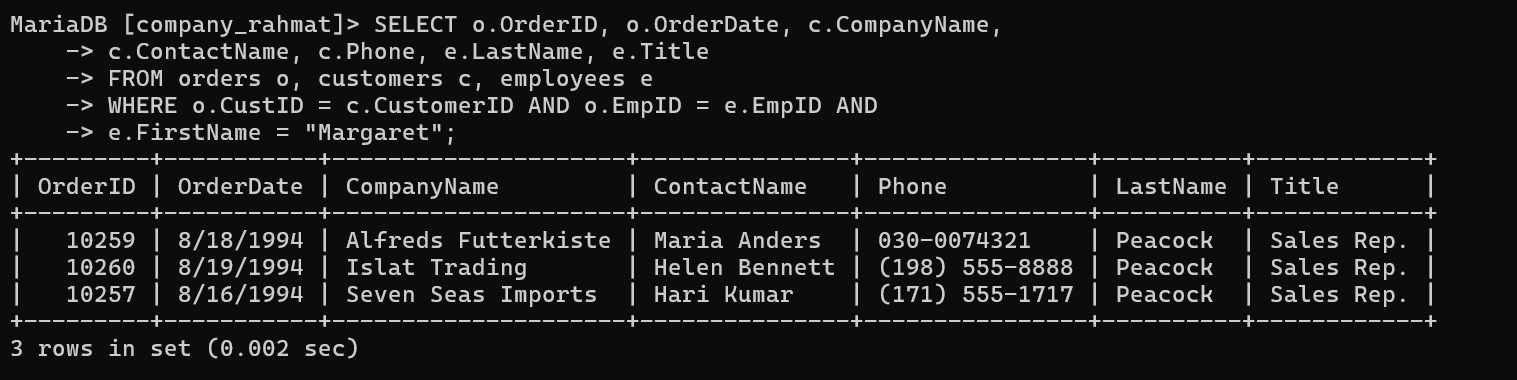 MariaDB [company_rahmat]> SELECT o.OrderID, o.OrderDate, c.CompanyName,
    -> c.ContactName, c.Phone, e.LastName, e.Title
    -> FROM orders o, customers c, employees e
    -> WHERE o.CustID = c.CustomerID AND o.EmpID = e.EmpID AND
    -> e.FirstName = "Margaret";
+---------+-----------+---------------------+---------------+----------------+----------+------------+
| OrderID | OrderDate | CompanyName         | ContactName   | Phone          | LastName | Title      |
+---------+-----------+---------------------+---------------+----------------+----------+------------+
|   10259 | 8/18/1994 | Alfreds Futterkiste | Maria Anders  | 030-0074321    | Peacock  | Sales Rep. |
|   10260 | 8/19/1994 | Islat Trading       | Helen Bennett | (198) 555-8888 | Peacock  | Sales Rep. |
|   10257 | 8/16/1994 | Seven Seas Imports  | Hari Kumar    | (171) 555-1717 | Peacock  | Sales Rep. |
+---------+-----------+---------------------+---------------+----------------+----------+------------+
3 rows in set (0.002 sec)